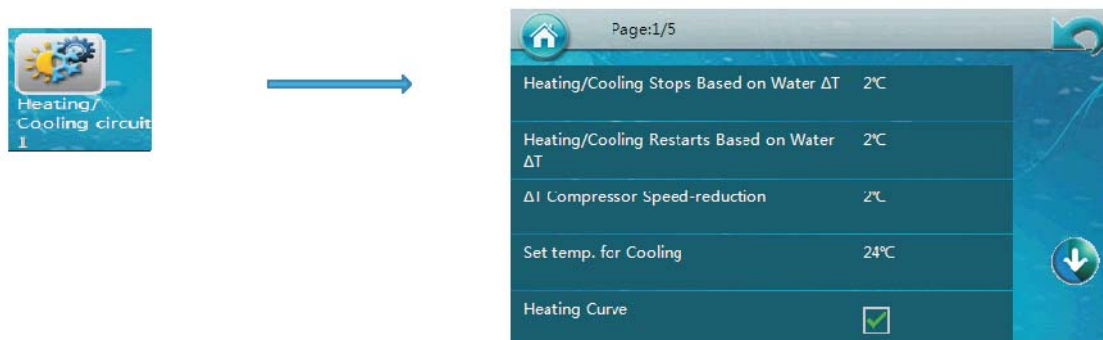 Heating/
Cooling circuit
1
Page:1/5
Heating/Cooling Stops Based on Water ΔT 2℃
Heating/Cooling Restarts Based on Water 2℃
ΔT
ΔT Compressor Speed-reduction 2℃
Set temp. for Cooling 24℃
Heating Curve